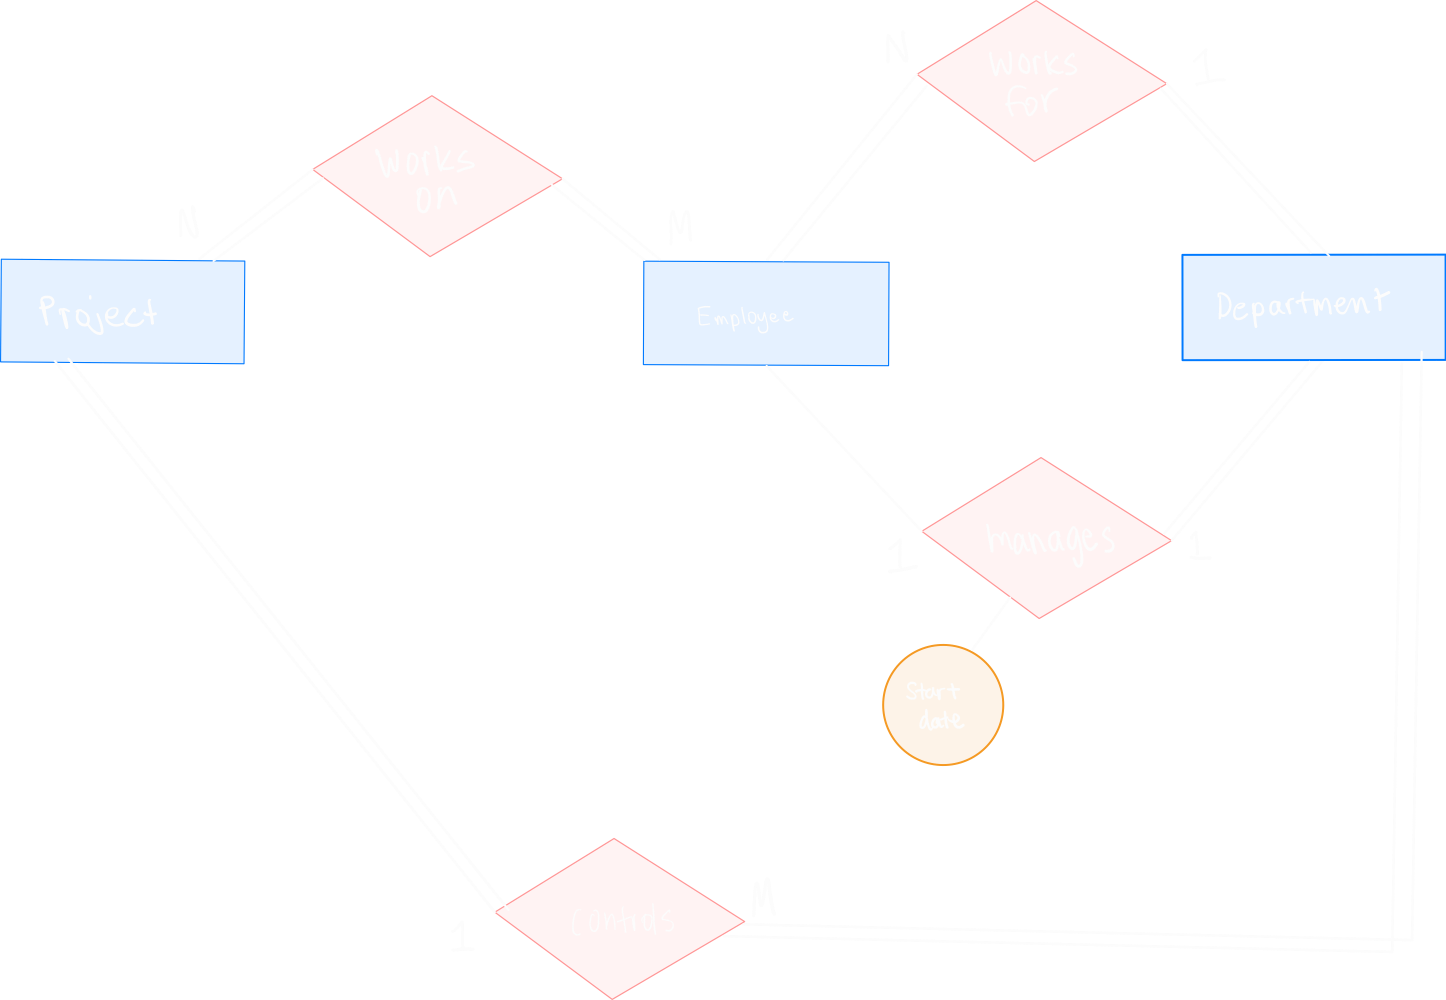 N
Works
for
1
Works
on
N
M
Project
Employee
Department
manages
1
1
Start
date
M
Controls
1